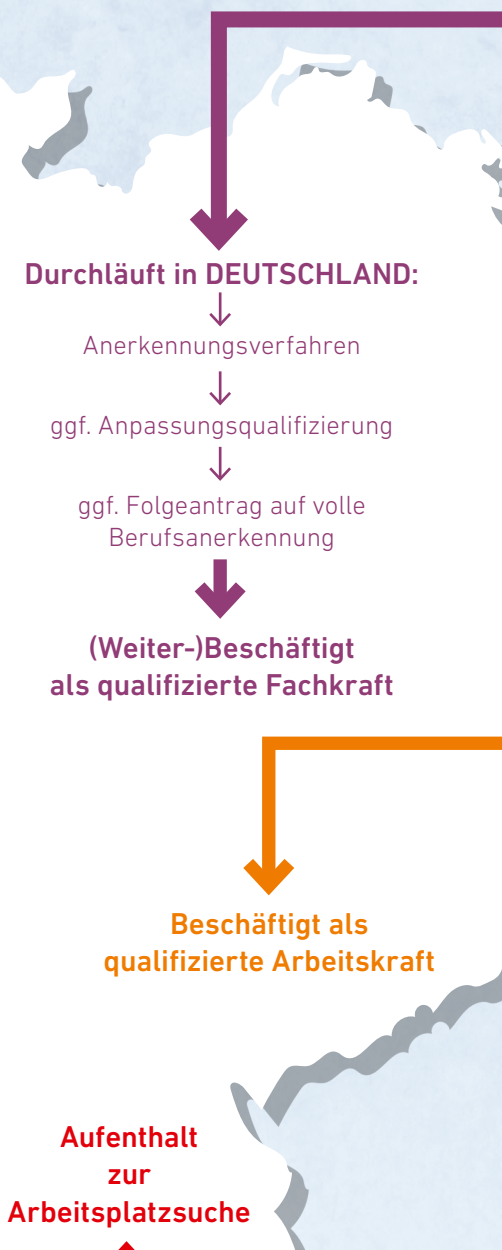 Durchläuft in DEUTSCHLAND:
Anerkennungsverfahren
ggf. Anpassungsqualifizierung
ggf. Folgeantrag auf volle
Berufsanerkennung
(Weiter-)Beschäftigt
als qualifizierte Fachkraft
Beschäftigt als
qualifizierte Arbeitskraft
Aufenthalt
zur
Arbeitsplatzsuche